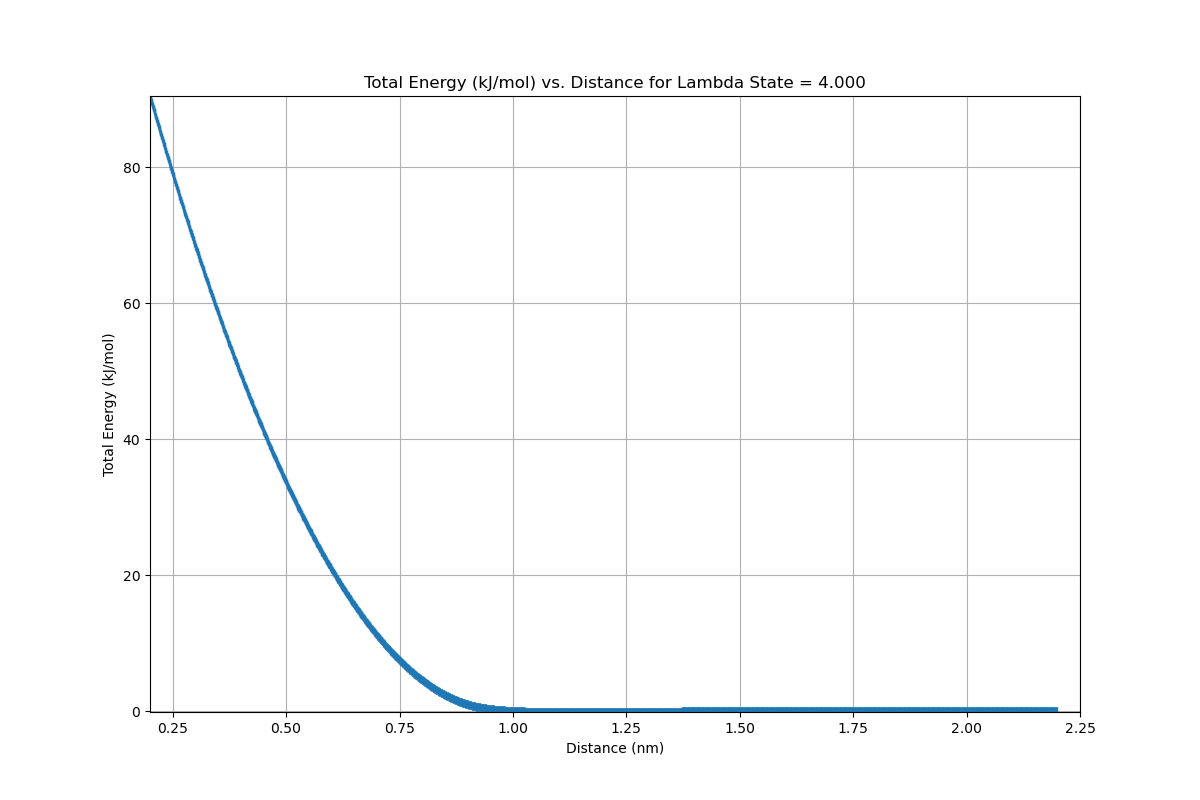 Total Energy (kJ/mol) vs. Distance for Lambda State = 4.000
80
60
40
20
0
Total Energy (kJ/mol)
0.25 0.50 0.75 1.00 1.25 1.50 1.75 2.00 2.25
Distance (nm)